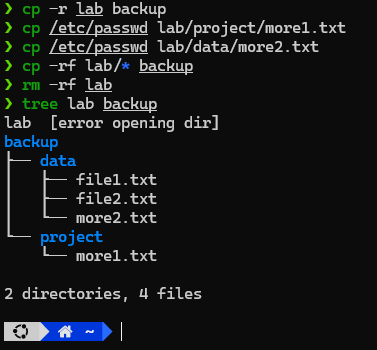 ❯ cp -r lab backup
❯ cp /etc/passwd lab/project/more1.txt
❯ cp /etc/passwd lab/data/more2.txt
❯ cp -rf lab/* backup
❯ rm -rf lab
❯ tree lab backup
lab  [error opening dir]
backup
├── data
│   ├── file1.txt
│   ├── file2.txt
│   └── more2.txt
└── project
    └── more1.txt
2 directories, 4 files
~